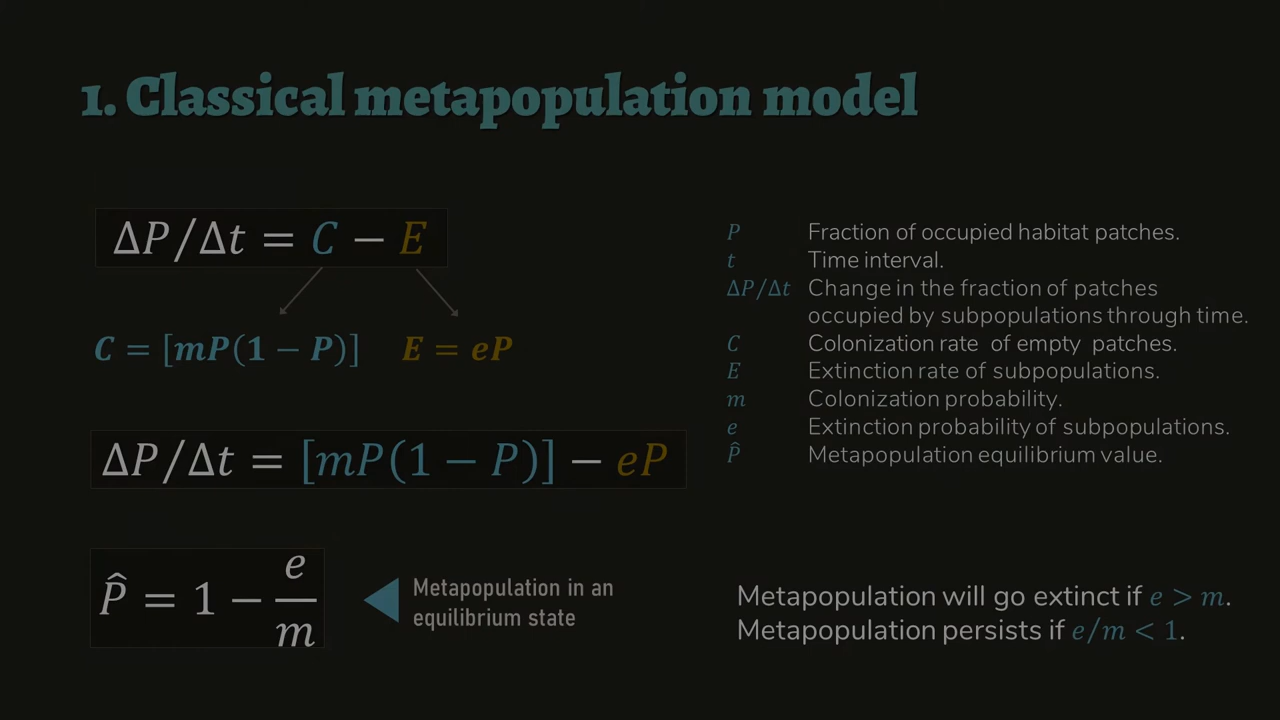 1. Classical metapopulation model
ΔP/Δt = C − E
C = [mP(1 − P)] E = eP
ΔP/Δt = [mP(1 − P)] − eP
P̂ = 1 − e/m
Metapopulation in an
equilibrium state
P Fraction of occupied habitat patches.
t Time interval.
ΔP/Δt Change in the fraction of patches
occupied by subpopulations through time.
C Colonization rate of empty patches.
E Extinction rate of subpopulations.
m Colonization probability.
e Extinction probability of subpopulations.
P̂ Metapopulation equilibrium value.
Metapopulation will go extinct if e > m.
Metapopulation persists if e/m < 1.